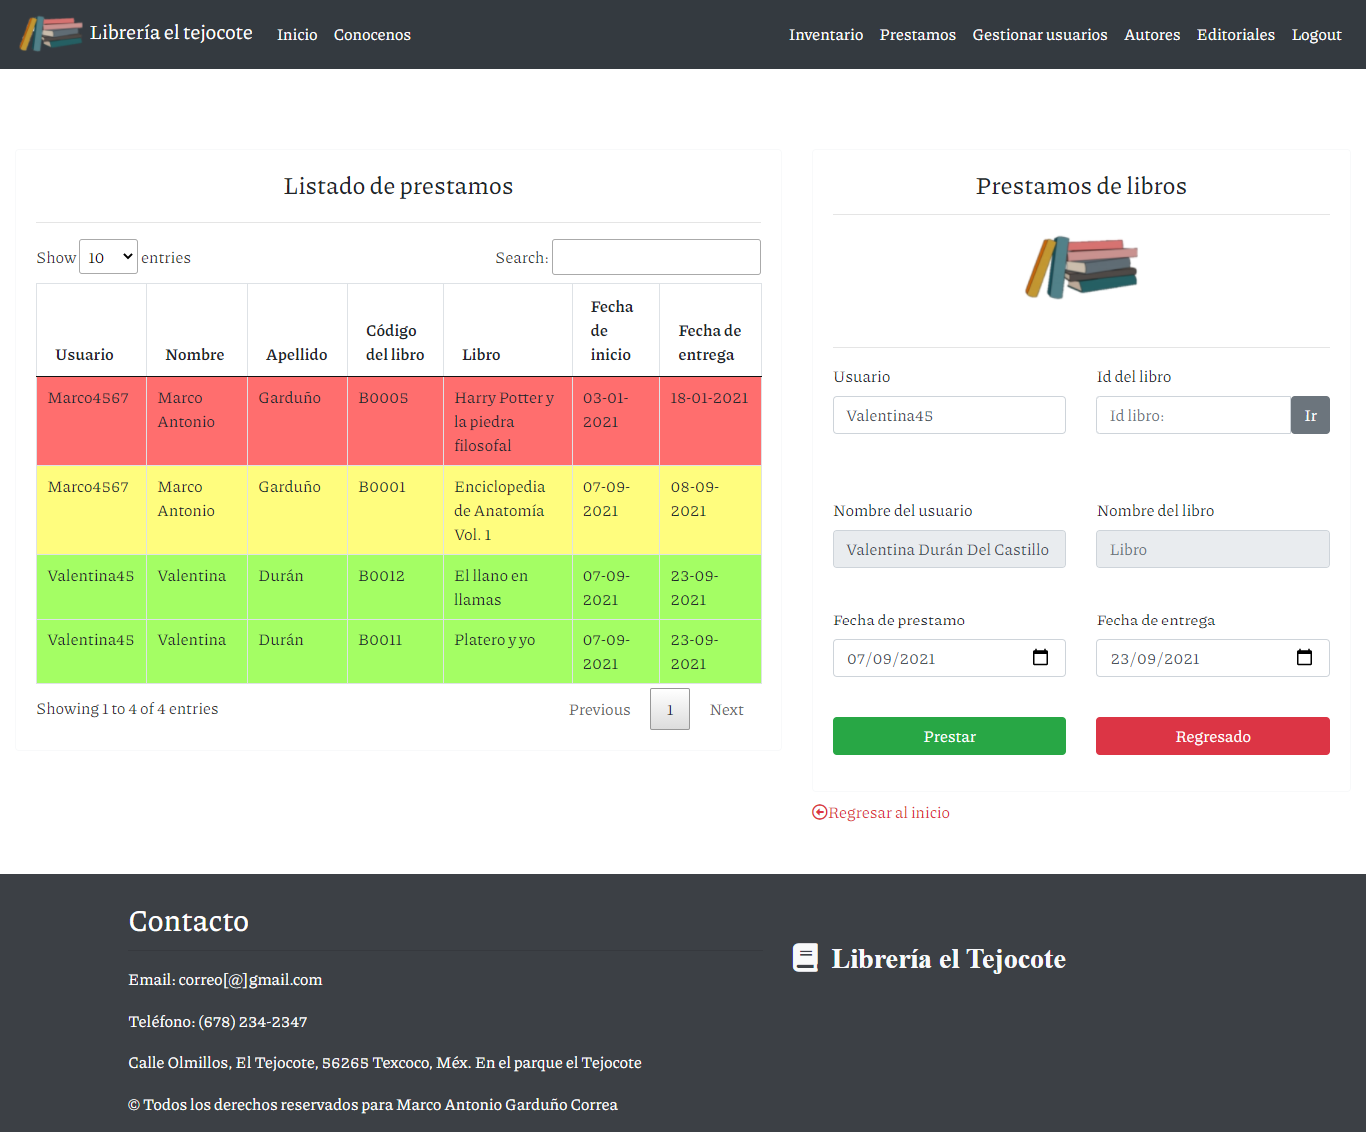 Librería el tejocote Inicio Conocenos Inventario Prestamos Gestionar usuarios Autores Editoriales Logout
Listado de prestamos
Show 10 entries Search:
Usuario Nombre Apellido Código del libro Libro Fecha de inicio Fecha de entrega
Marco4567 Marco Antonio Garduño B0005 Harry Potter y la piedra filosofal 03-01-2021 18-01-2021
Marco4567 Marco Antonio Garduño B0001 Enciclopedia de Anatomía Vol. 1 07-09-2021 08-09-2021
Valentina45 Valentina Durán B0012 El llano en llamas 07-09-2021 23-09-2021
Valentina45 Valentina Durán B0011 Platero y yo 07-09-2021 23-09-2021
Showing 1 to 4 of 4 entries Previous 1 Next
Prestamos de libros
Usuario Id del libro
Valentina45 Id libro: Ir
Nombre del usuario Nombre del libro
Valentina Durán Del Castillo Libro
Fecha de prestamo Fecha de entrega
07/09/2021 23/09/2021
Prestar Regresado
Regresar al inicio
Contacto
Email: correo[@]gmail.com
Teléfono: (678) 234-2347
Calle Olmillos, El Tejocote, 56265 Texcoco, Méx. En el parque el Tejocote
© Todos los derechos reservados para Marco Antonio Garduño Correa
Librería el Tejocote